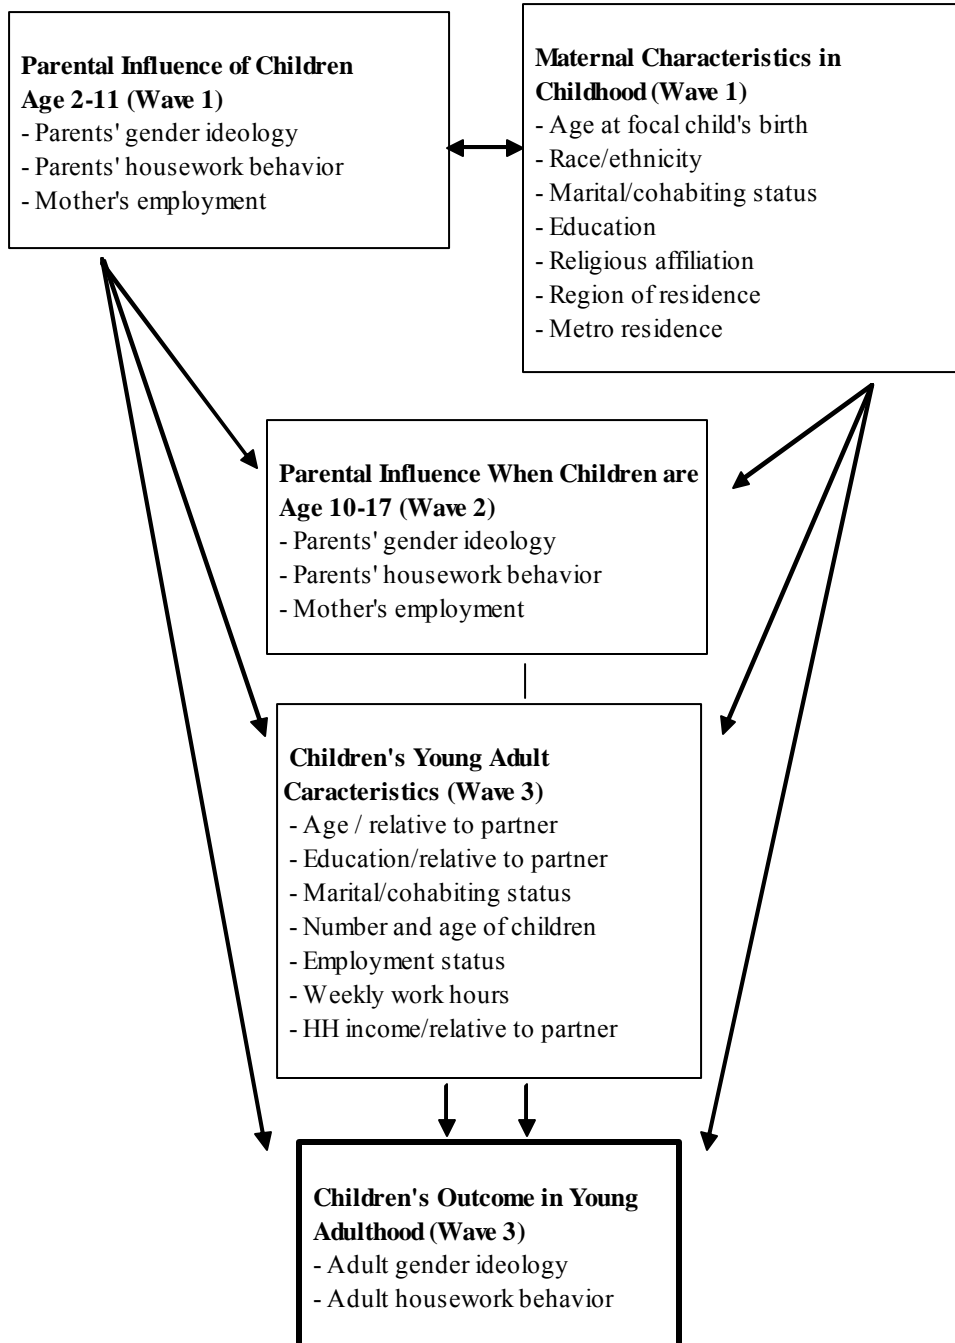 Parental Influence of Children
Age 2-11 (Wave 1)
- Parents' gender ideology
- Parents' housework behavior
- Mother's employment
Maternal Characteristics in
Childhood (Wave 1)
- Age at focal child's birth
- Race/ethnicity
- Marital/cohabiting status
- Education
- Religious affiliation
- Region of residence
- Metro residence
Parental Influence When Children are
Age 10-17 (Wave 2)
- Parents' gender ideology
- Parents' housework behavior
- Mother's employment
Children's Young Adult
Caracteristics (Wave 3)
- Age / relative to partner
- Education/relative to partner
- Marital/cohabiting status
- Number and age of children
- Employment status
- Weekly work hours
- HH income/relative to partner
Children's Outcome in Young
Adulthood (Wave 3)
- Adult gender ideology
- Adult housework behavior